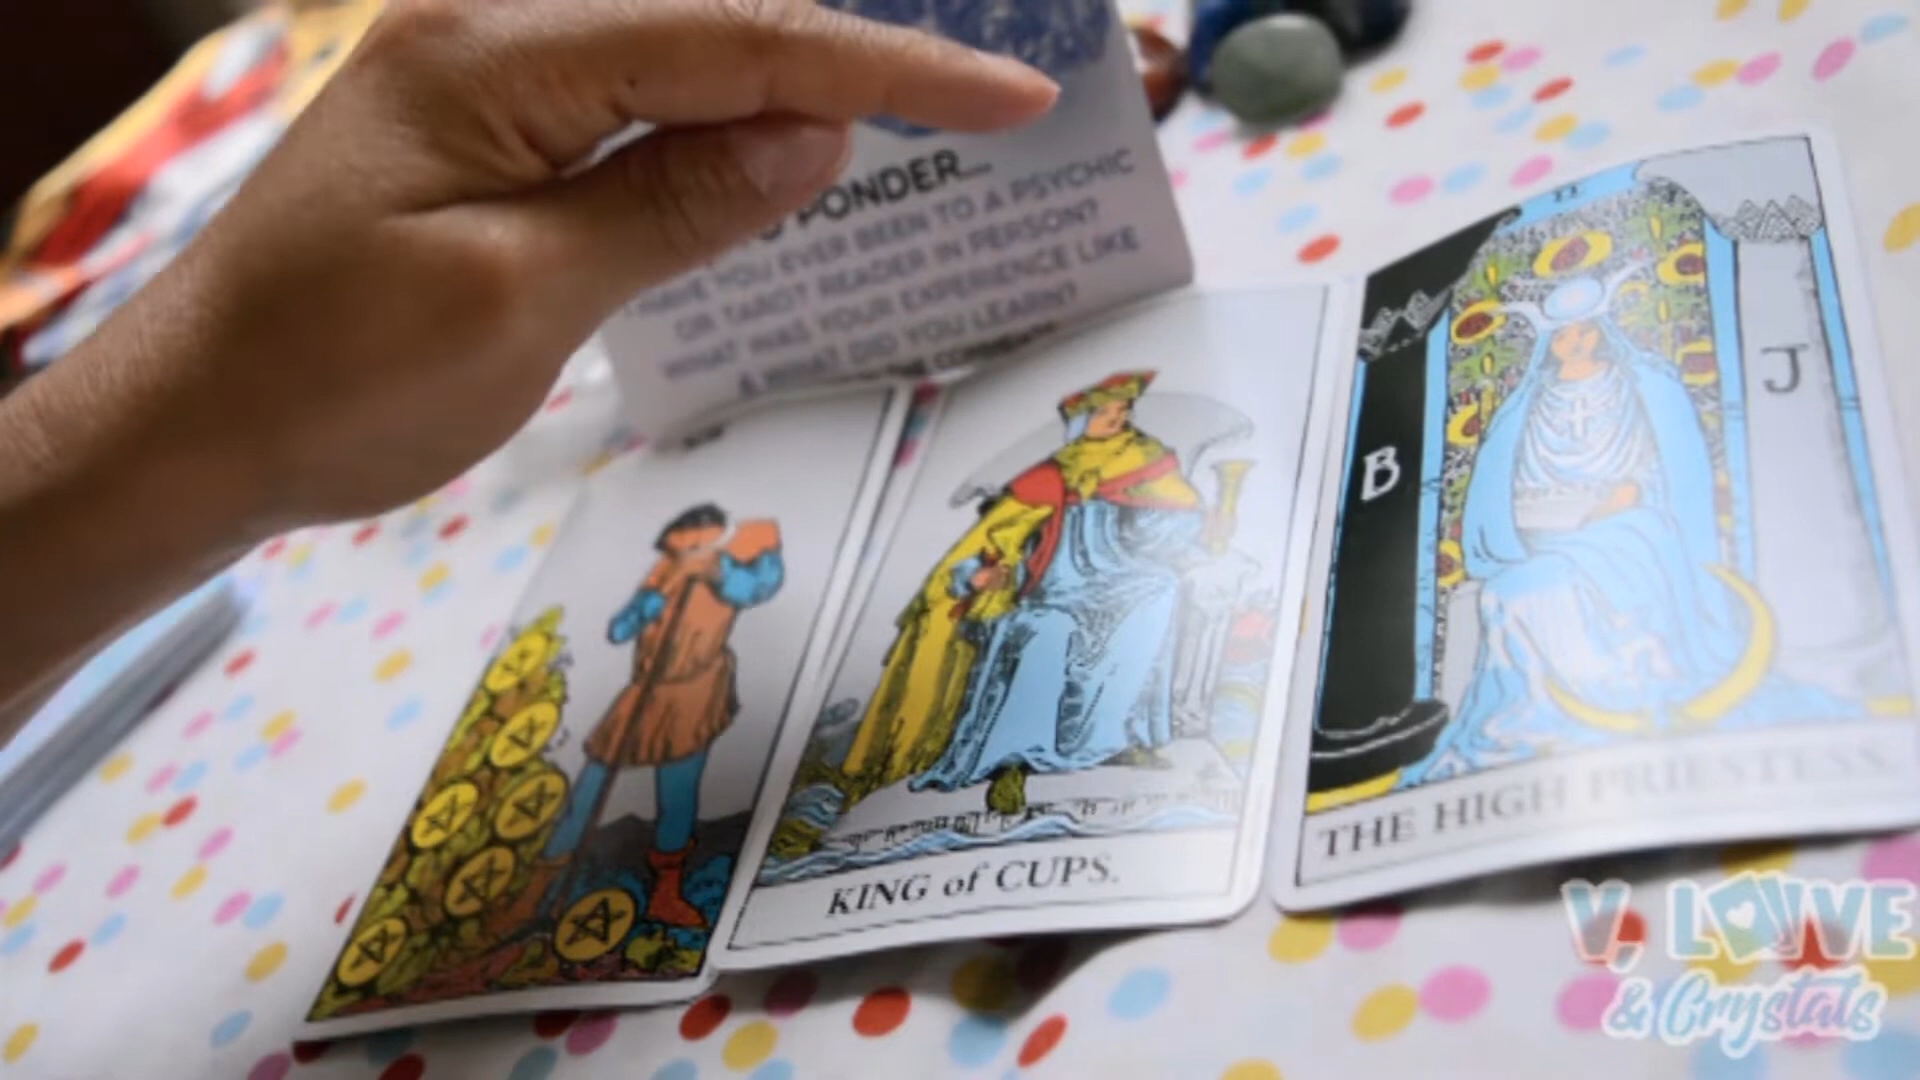 PONDER...
HAVE YOU EVER BEEN TO A PSYCHIC
OR TAROT READER IN PERSON?
WHAT WAS YOUR EXPERIENCE LIKE
& WHAT DID YOU LEARN?
II
B
J
KING of CUPS.
THE HIGH PRIESTESS.
V, LOVE
& Crystals